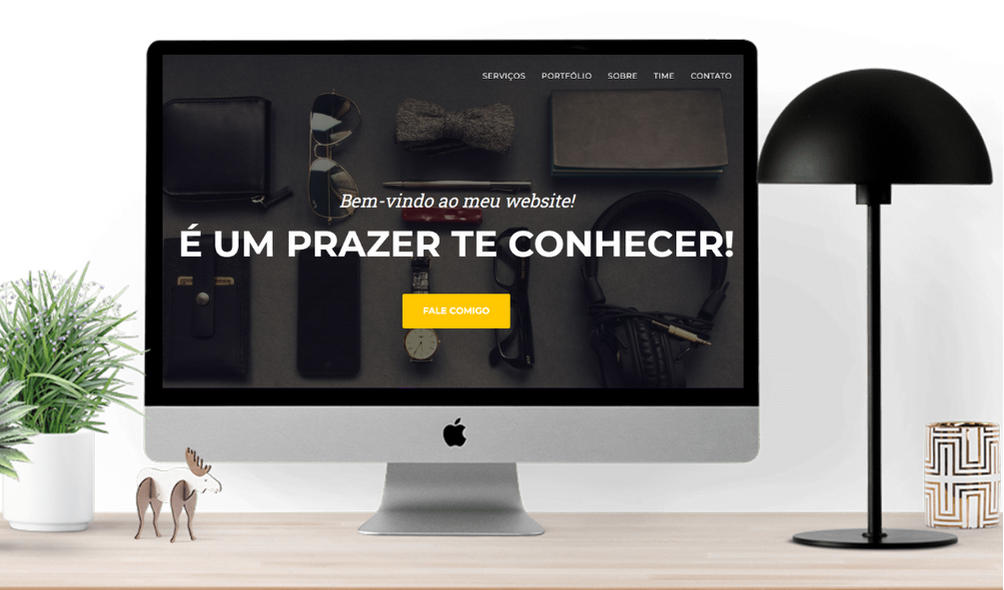 SERVIÇOS PORTFÓLIO SOBRE TIME CONTATO
Bem-vindo ao meu website!
É UM PRAZER TE CONHECER!
FALE COMIGO